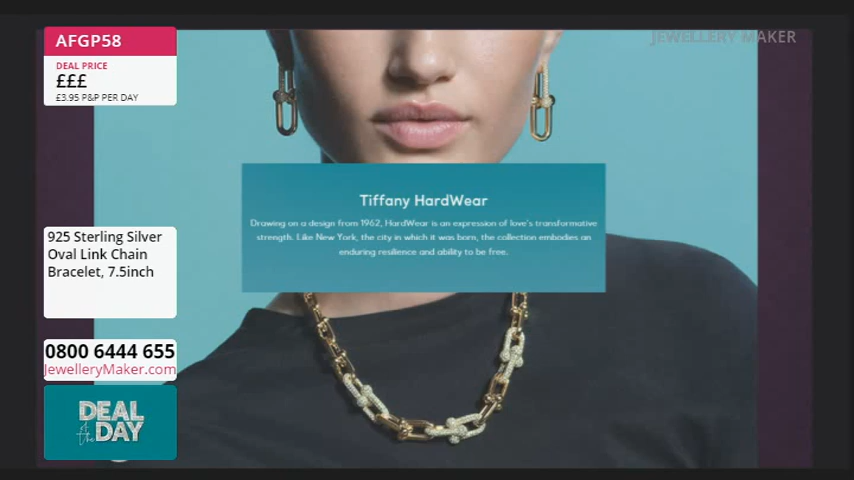 AFGP58
DEAL PRICE
£££
£3.95 P&P PER DAY
JEWELLERY MAKER
Tiffany HardWear
Drawing on a design from 1962, HardWear is an expression of love's transformative
strength. Like New York, the city in which it was born, the collection embodies an
enduring resilience and ability to be free.
925 Sterling Silver
Oval Link Chain
Bracelet, 7.5inch
0800 6444 655
JewelleryMaker.com
DEAL
of the
DAY